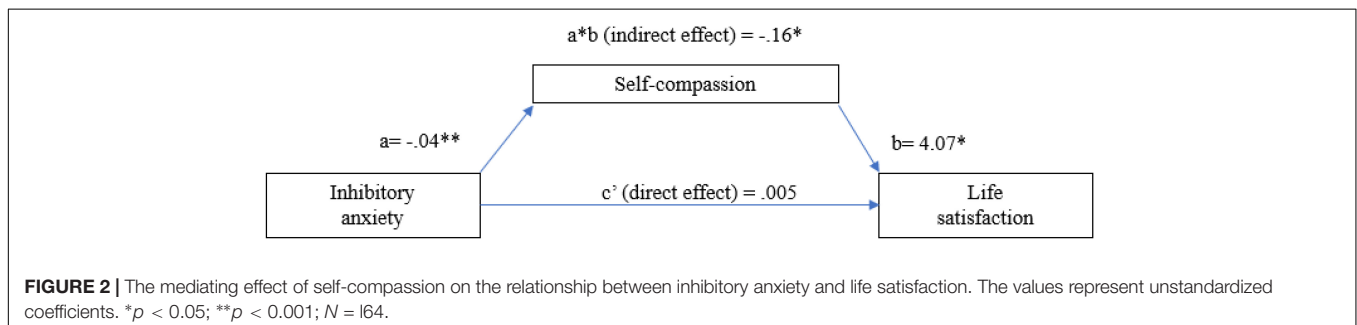 a*b (indirect effect) = -.16*
Self-compassion
a= -.04**
b= 4.07*
Inhibitory
anxiety
c’ (direct effect) = .005
Life
satisfaction
FIGURE 2 | The mediating effect of self-compassion on the relationship between inhibitory anxiety and life satisfaction. The values represent unstandardized
coefficients. *p < 0.05; **p < 0.001; N = l64.